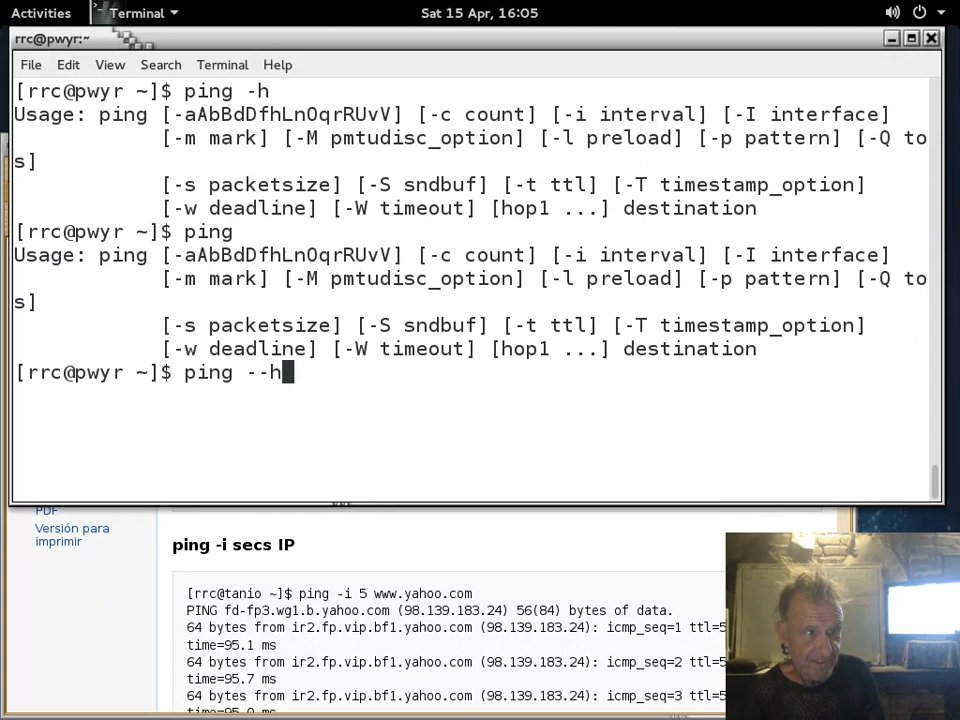 Activities Terminal Sat 15 Apr, 16:05
rrc@pwyr:~
File Edit View Search Terminal Help
[rrc@pwyr ~]$ ping -h
Usage: ping [-aAbBdDfhLnOqrRUvV] [-c count] [-i interval] [-I interface]
[-m mark] [-M pmtudisc_option] [-l preload] [-p pattern] [-Q to
s]
[-s packetsize] [-S sndbuf] [-t ttl] [-T timestamp_option]
[-w deadline] [-W timeout] [hop1 ...] destination
[rrc@pwyr ~]$ ping
Usage: ping [-aAbBdDfhLnOqrRUvV] [-c count] [-i interval] [-I interface]
[-m mark] [-M pmtudisc_option] [-l preload] [-p pattern] [-Q to
s]
[-s packetsize] [-S sndbuf] [-t ttl] [-T timestamp_option]
[-w deadline] [-W timeout] [hop1 ...] destination
[rrc@pwyr ~]$ ping --h
PDF
Versión para
imprimir
ping -i secs IP
[rrc@tanio ~]$ ping -i 5 www.yahoo.com
PING fd-fp3.wg1.b.yahoo.com (98.139.183.24) 56(84) bytes of data.
64 bytes from ir2.fp.vip.bf1.yahoo.com (98.139.183.24): icmp_seq=1 ttl=5
time=95.1 ms
64 bytes from ir2.fp.vip.bf1.yahoo.com (98.139.183.24): icmp_seq=2 ttl=5
time=95.7 ms
64 bytes from ir2.fp.vip.bf1.yahoo.com (98.139.183.24): icmp_seq=3 ttl=5
time=95.0 ms